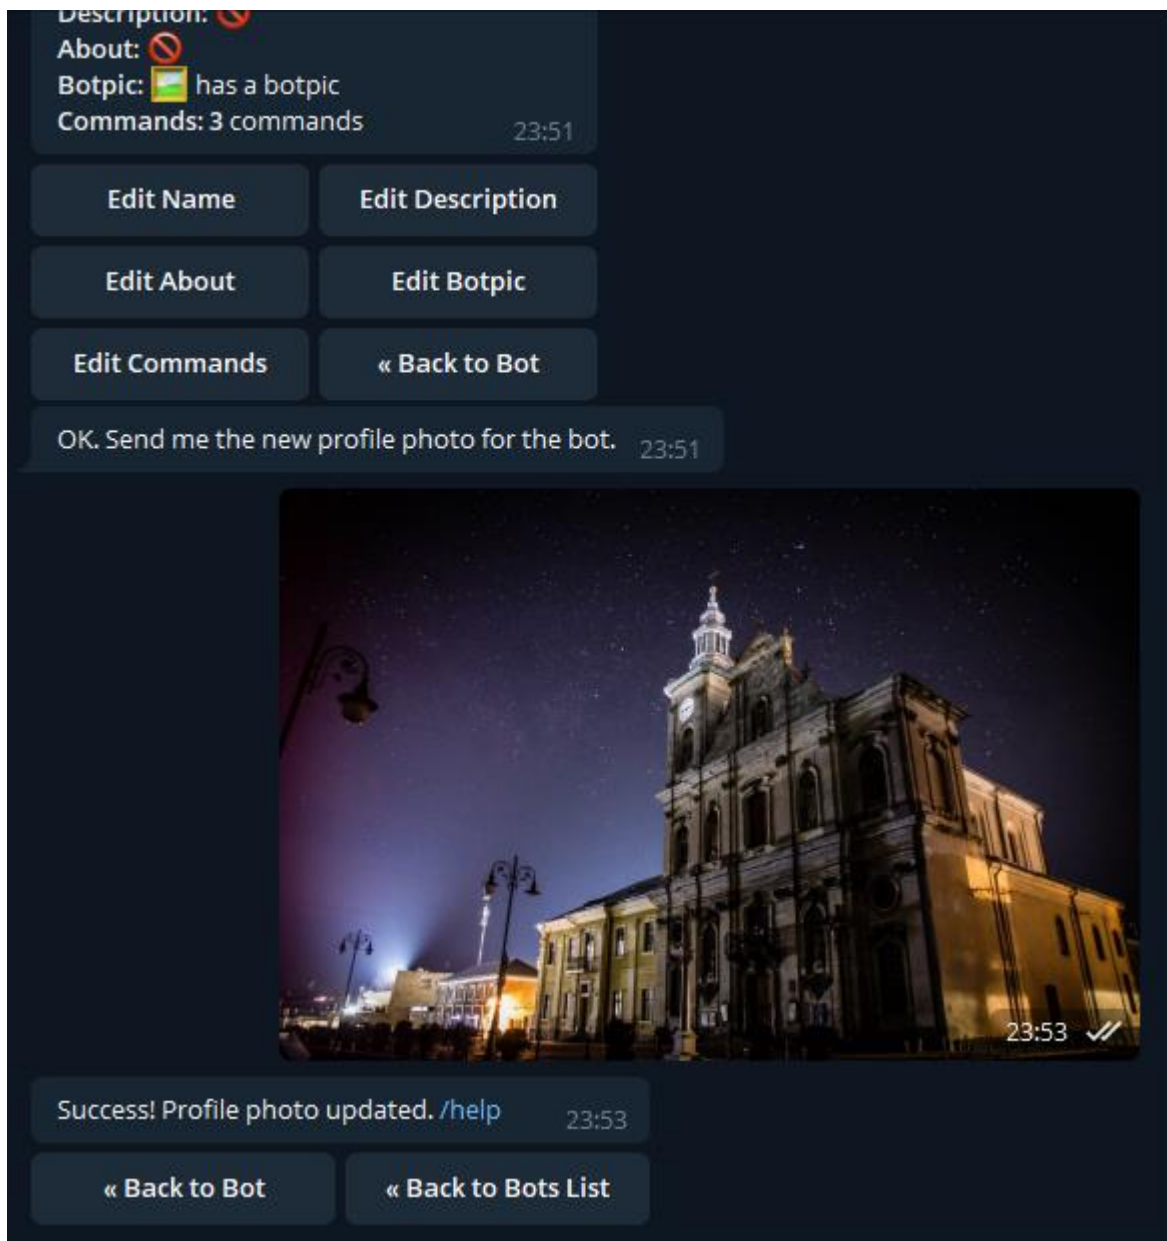 Description: 🚫
About: 🚫
Botpic: 🖼 has a botpic
Commands: 3 commands
23:51
Edit Name
Edit Description
Edit About
Edit Botpic
Edit Commands
« Back to Bot
OK. Send me the new profile photo for the bot.
23:51
23:53
Success! Profile photo updated. /help
23:53
« Back to Bot
« Back to Bots List